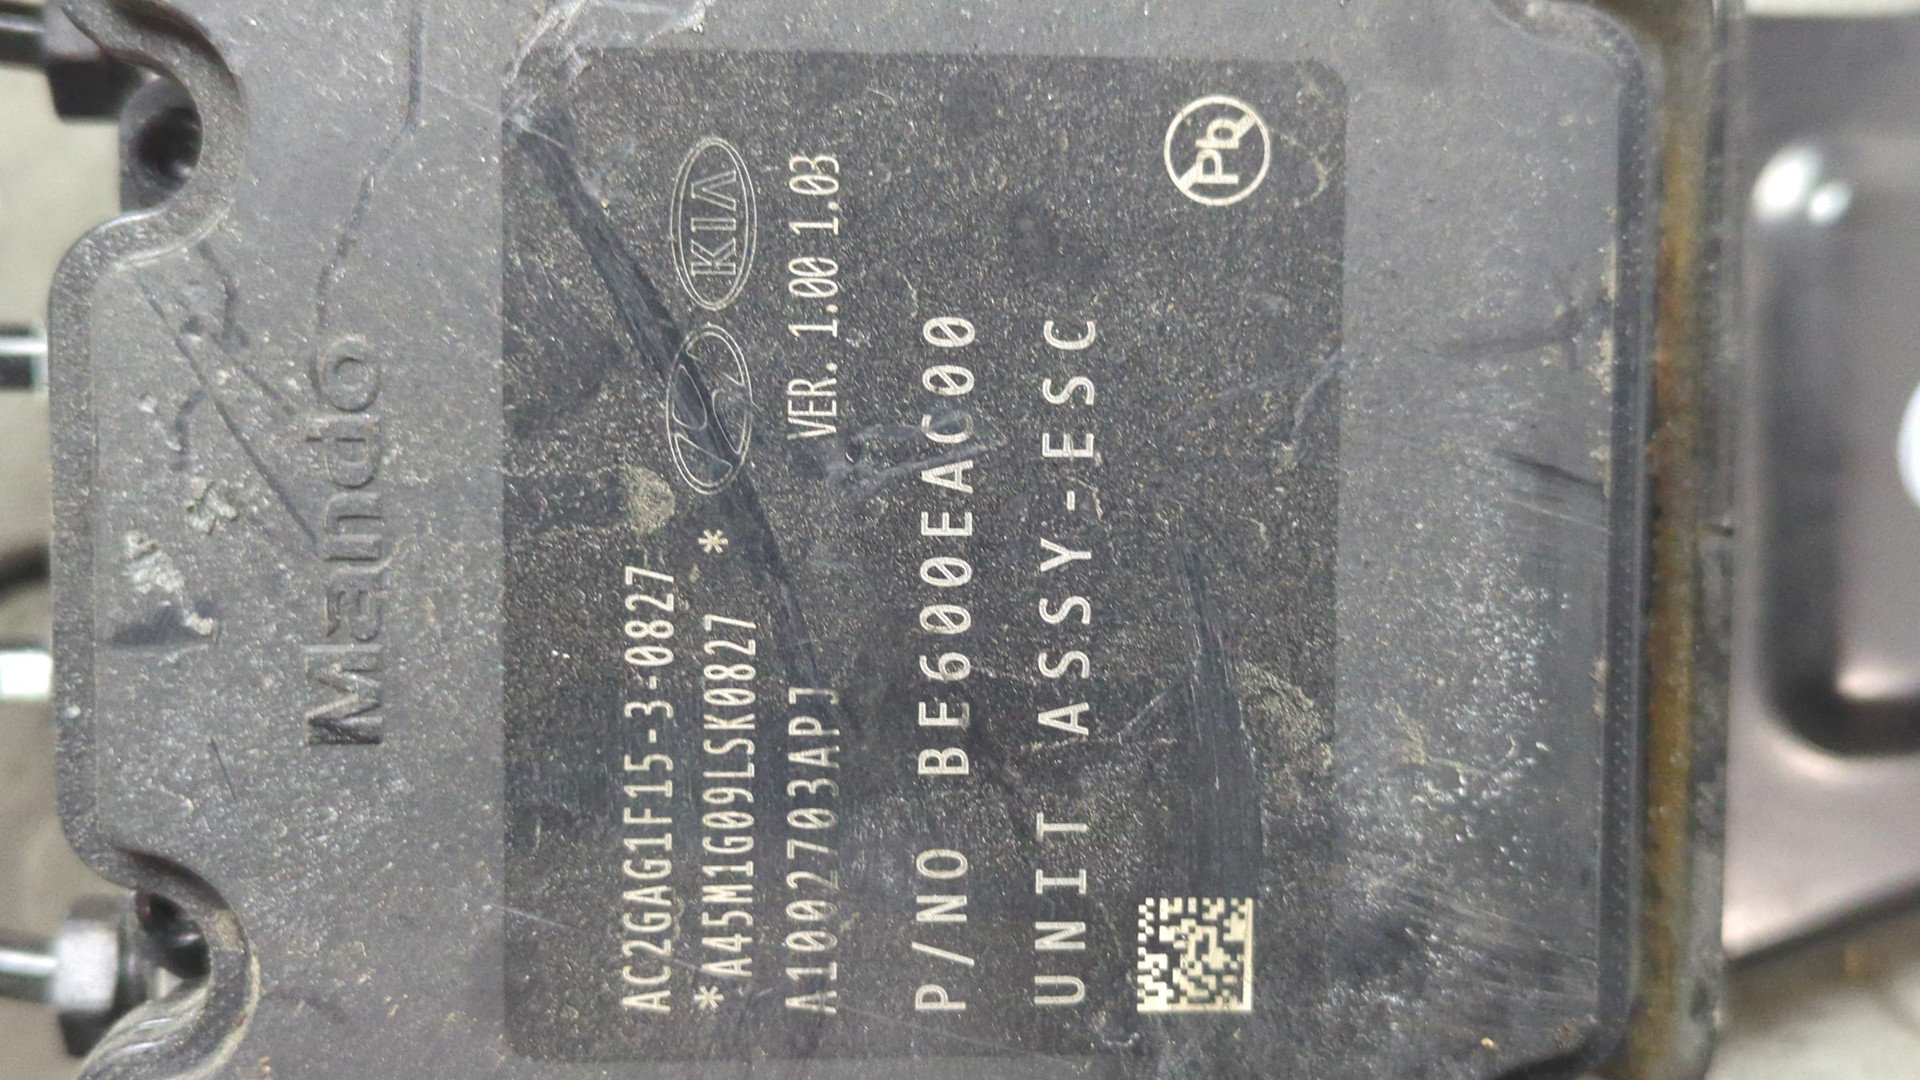 Mando
AC2GAG1F15-3-0827
*A45M1G09LSK0827 *
A1002703APJ
KIA
VER. 1.00 1.03
P/NO BE600EAC00
UNIT ASSY-ESC
Pb